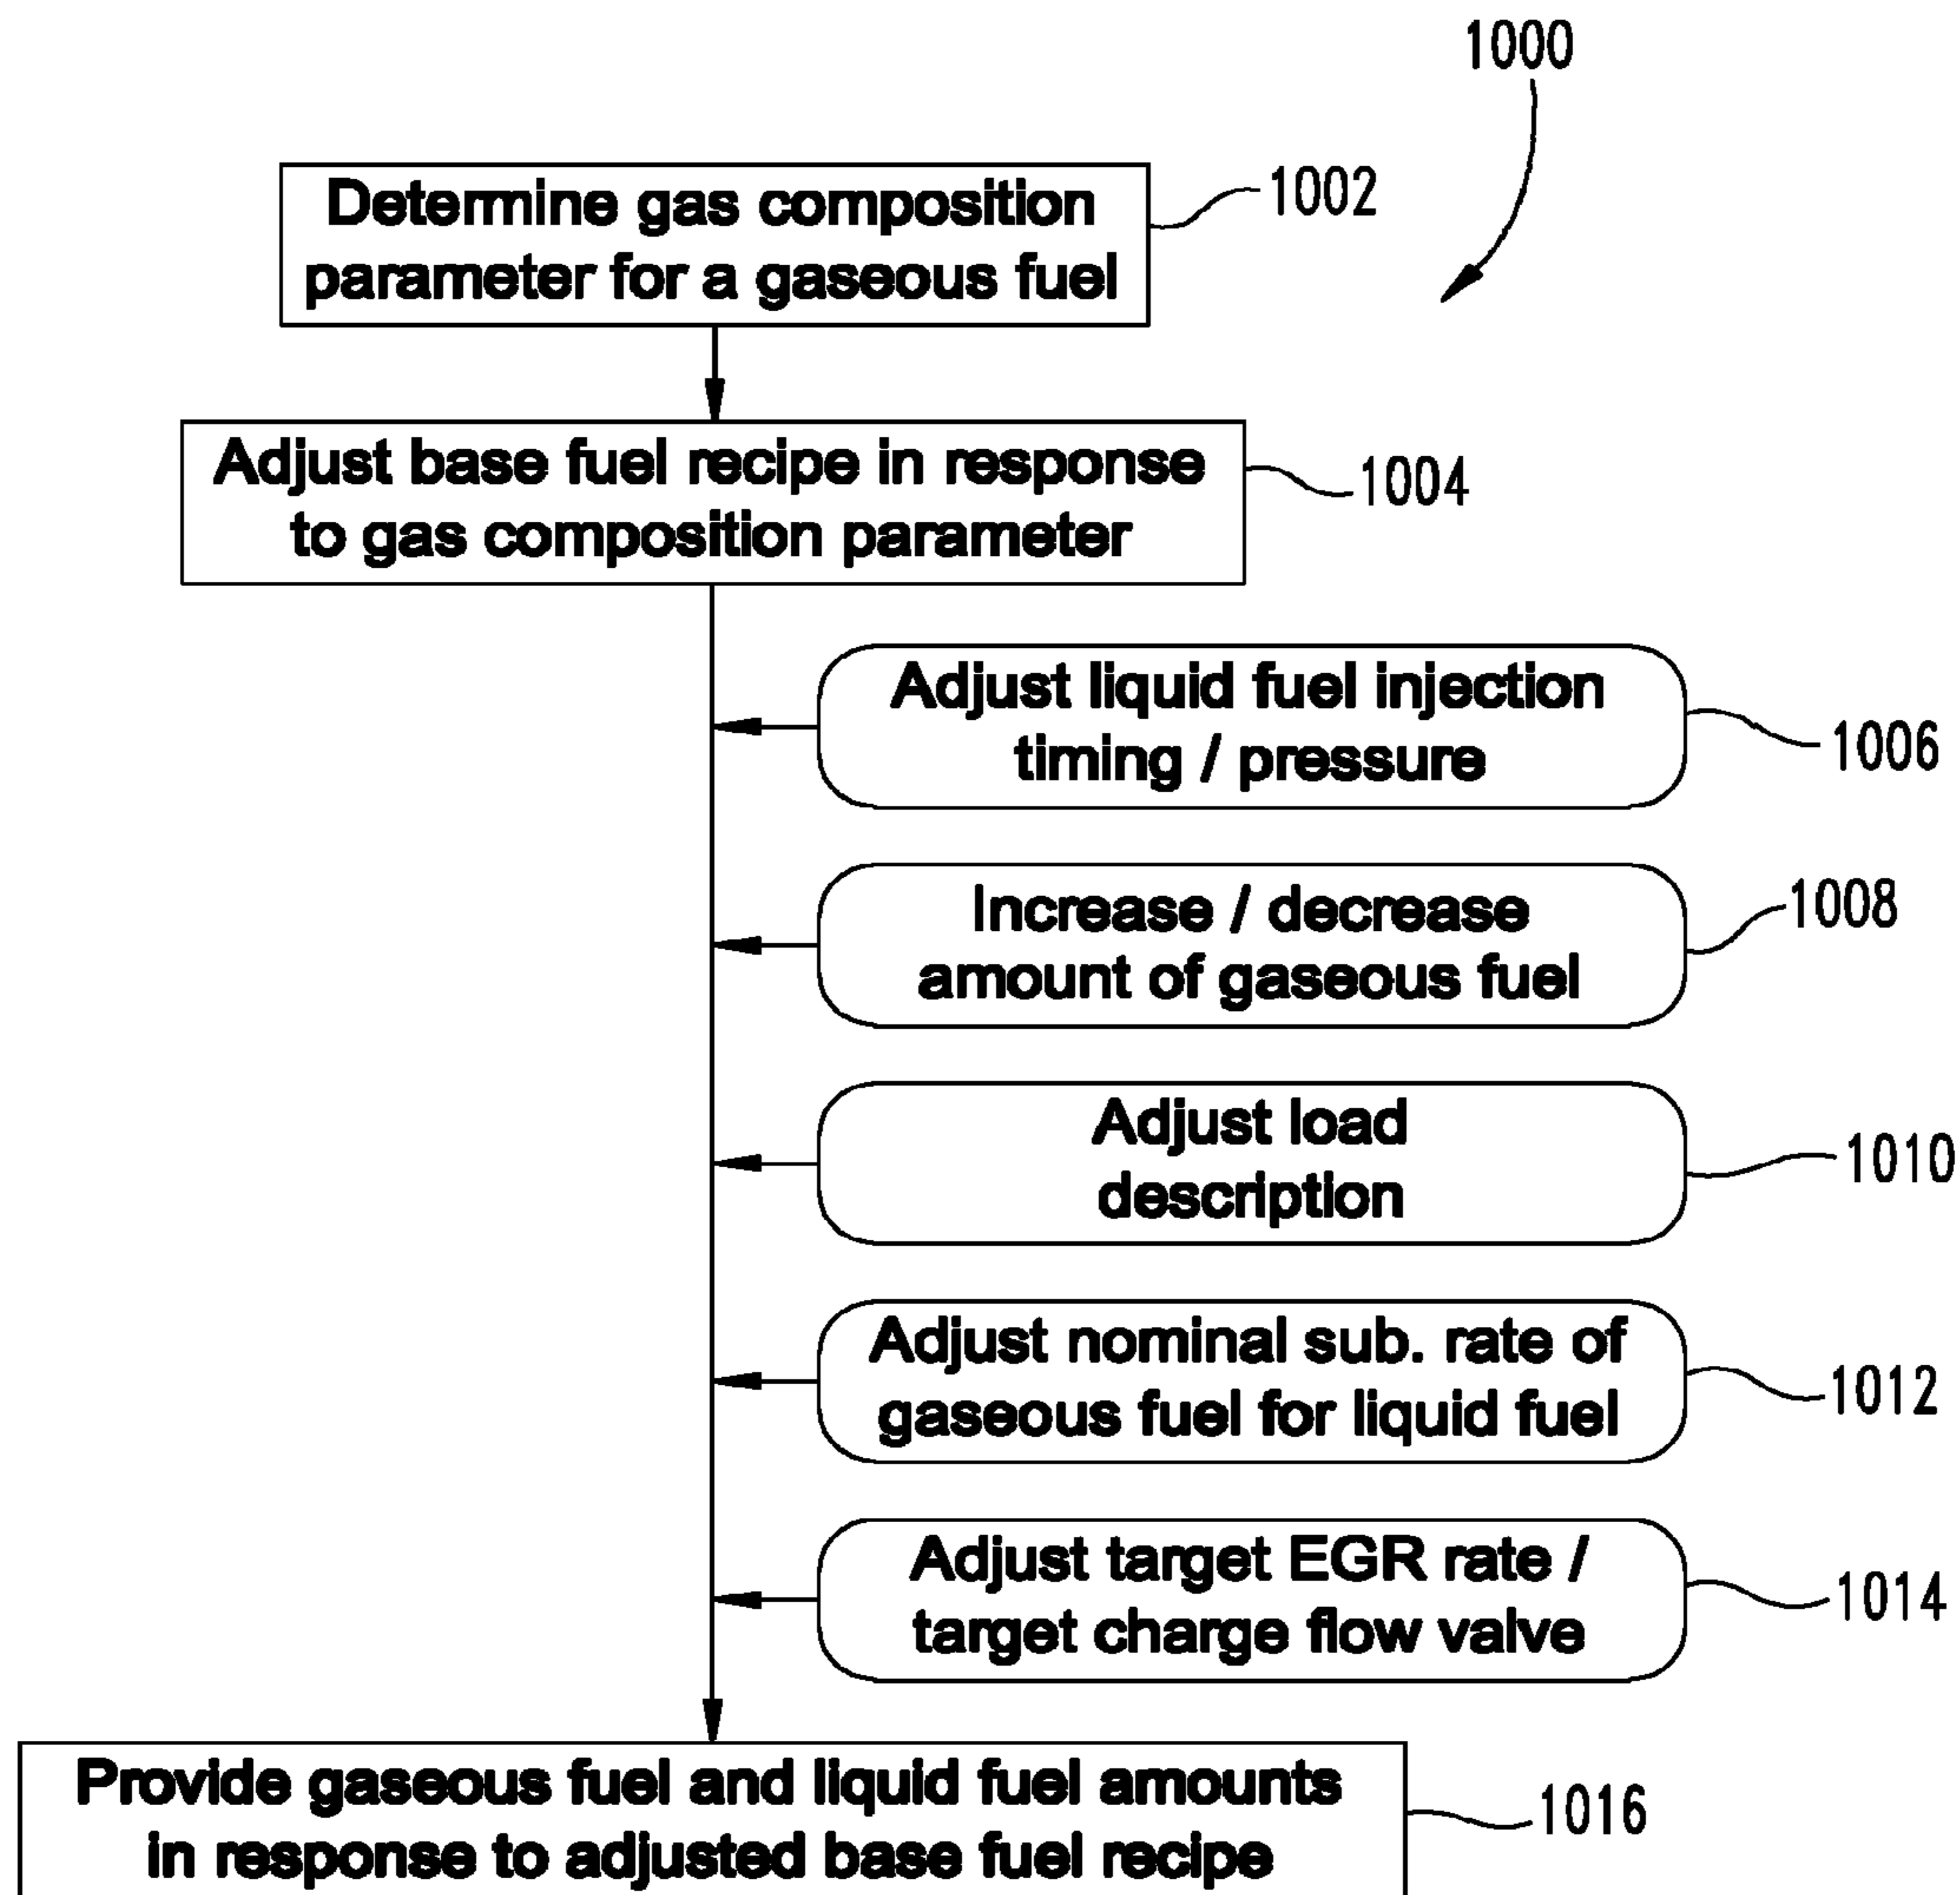 1000
Determine gas composition
parameter for a gaseous fuel
1002
Adjust base fuel recipe in response
to gas composition parameter
1004
Adjust liquid fuel injection
timing / pressure
1006
Increase / decrease
amount of gaseous fuel
1008
Adjust load
description
1010
Adjust nominal sub. rate of
gaseous fuel for liquid fuel
1012
Adjust target EGR rate /
target charge flow valve
1014
Provide gaseous fuel and liquid fuel amounts
in response to adjusted base fuel recipe
1016